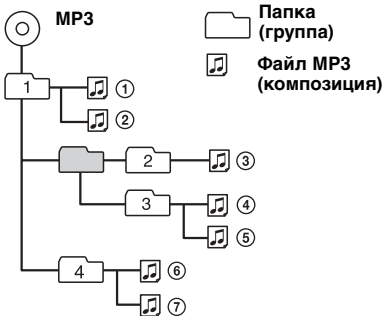 MP3
Папка
(группа)
Файл MP3
(композиция)
1
①
②
2
③
3
④
⑤
4
⑥
⑦